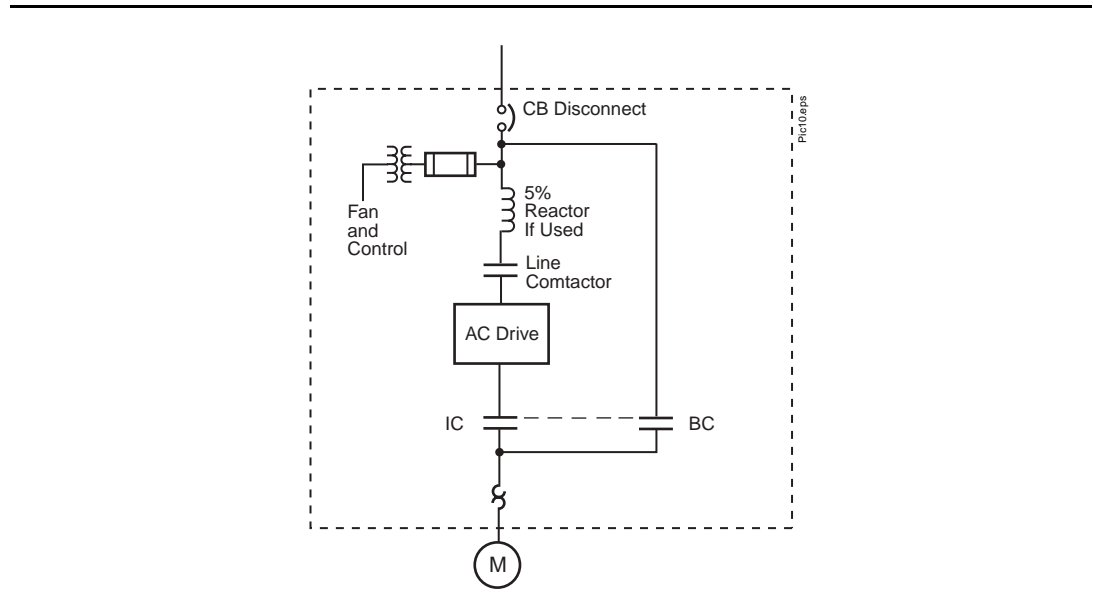 CB Disconnect
Pic10.eps
Fan
and
Control
5%
Reactor
If Used
Line
Comtactor
AC Drive
IC
BC
M